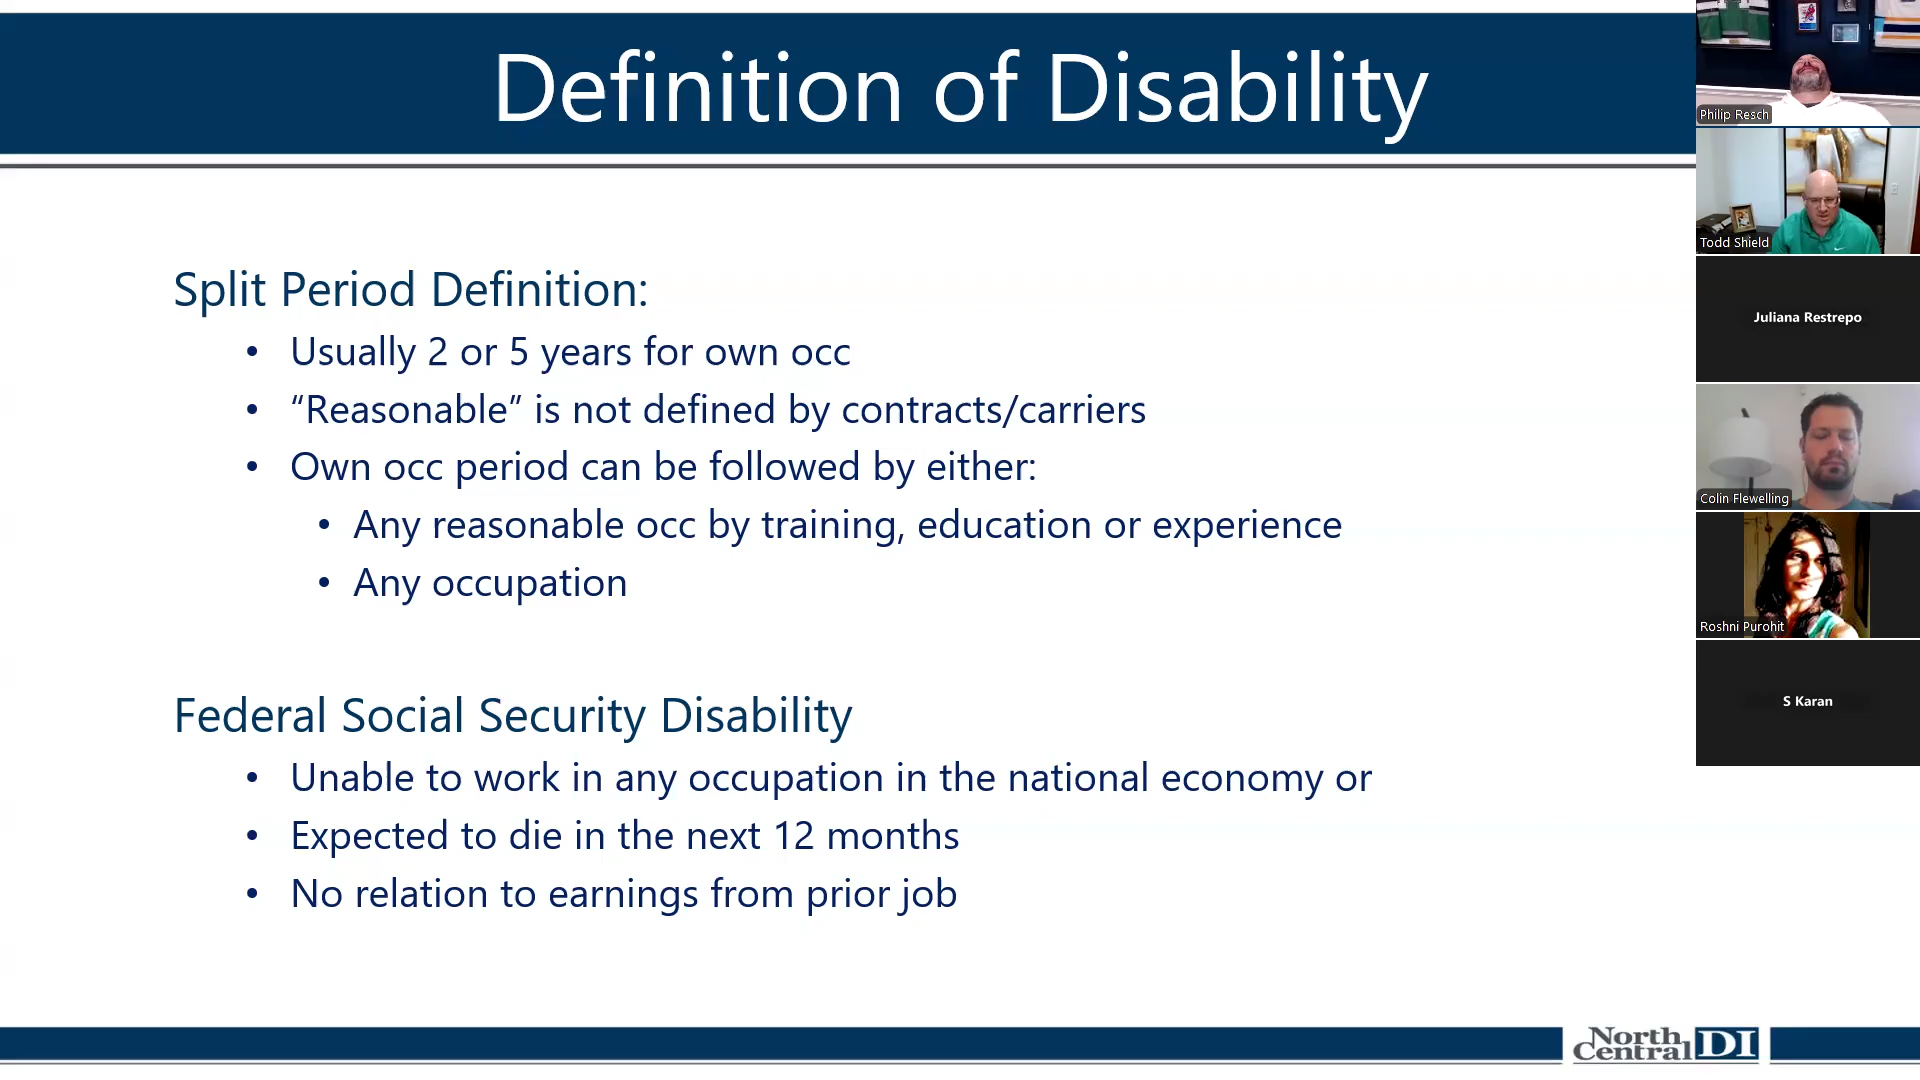 Definition of Disability
Split Period Definition:
• Usually 2 or 5 years for own occ
• “Reasonable” is not defined by contracts/carriers
• Own occ period can be followed by either:
• Any reasonable occ by training, education or experience
• Any occupation
Federal Social Security Disability
• Unable to work in any occupation in the national economy or
• Expected to die in the next 12 months
• No relation to earnings from prior job
North
Central DI
Philip Resch
Todd Shield
Juliana Restrepo
Colin Flewelling
Roshni Purohit
S Karan